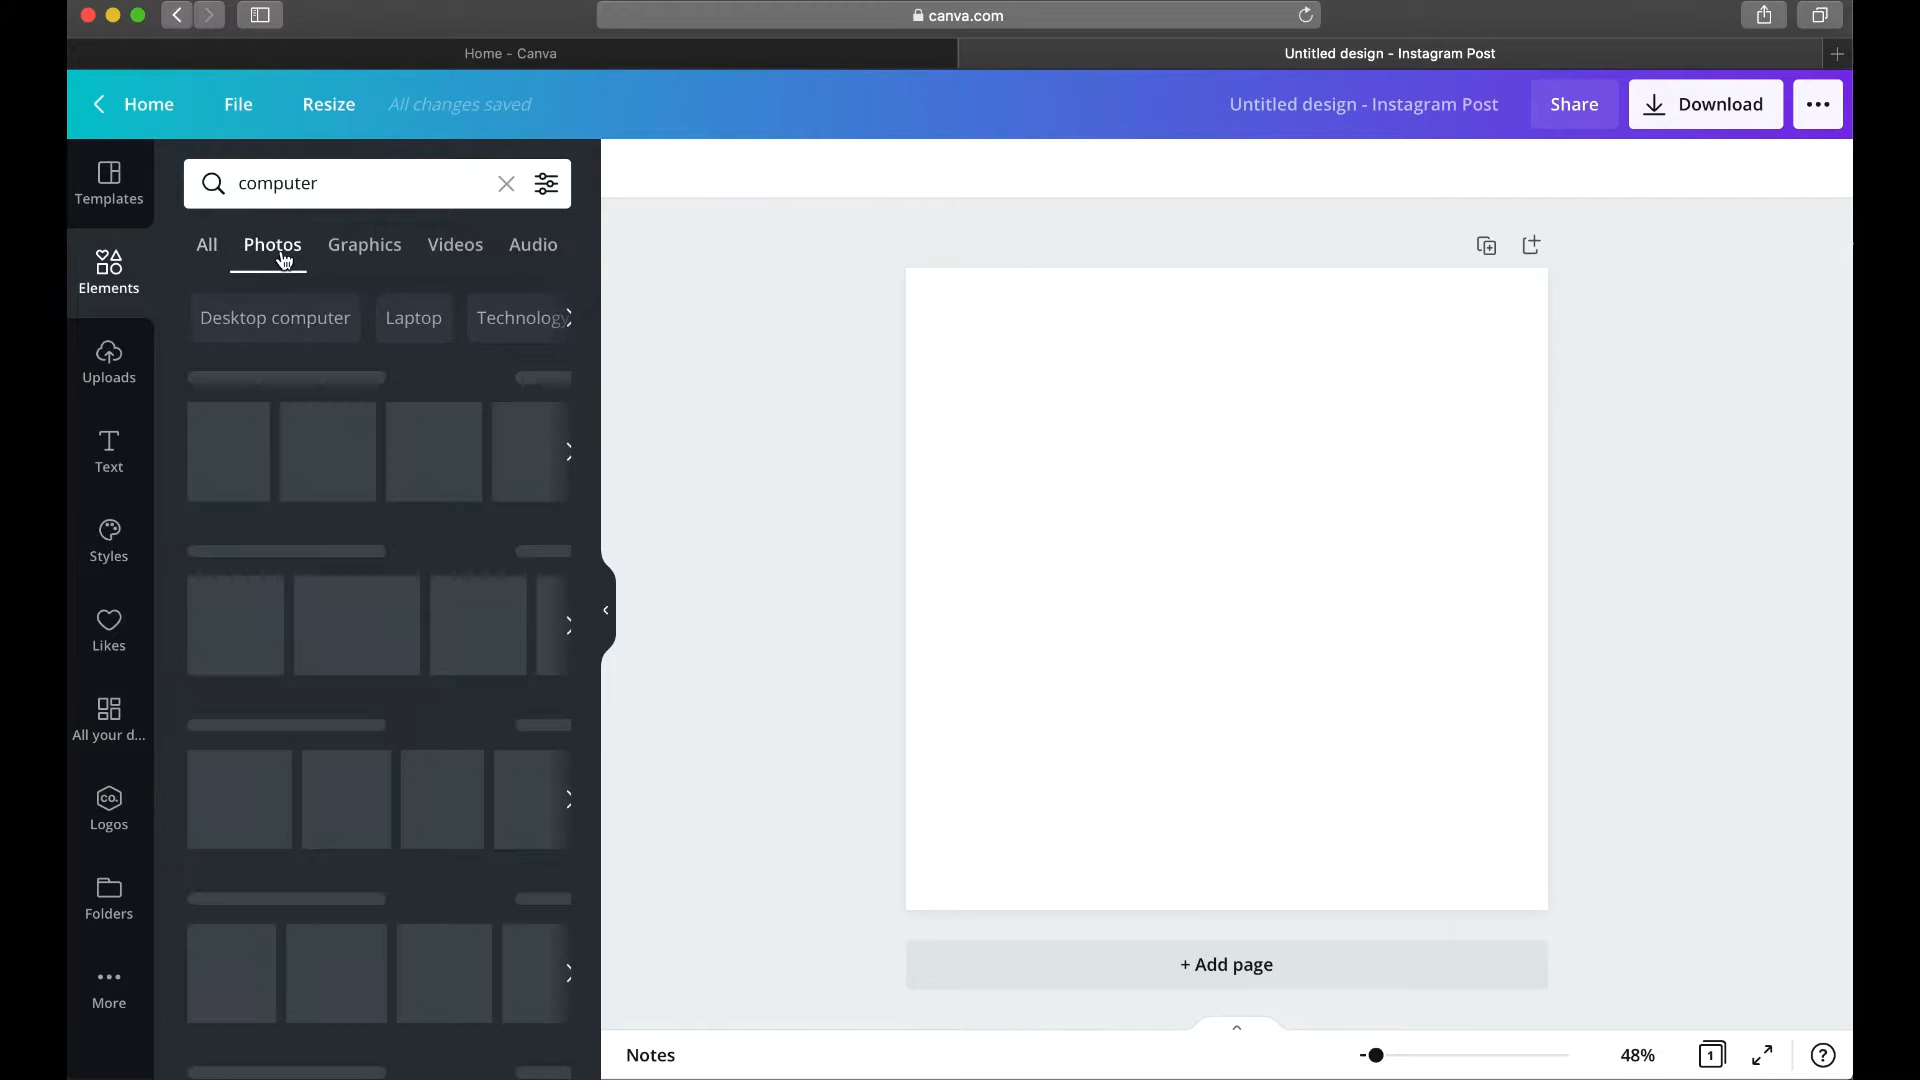 canva.com
Home - Canva
Untitled design - Instagram Post
Home
File
Resize
All changes saved
Untitled design - Instagram Post
Share
Download
Templates
computer
All
Photos
Graphics
Videos
Audio
Elements
Desktop computer
Laptop
Technology
Uploads
Text
Styles
Likes
All your d...
CO.
Logos
Folders
More
+ Add page
Notes
48%
1
?